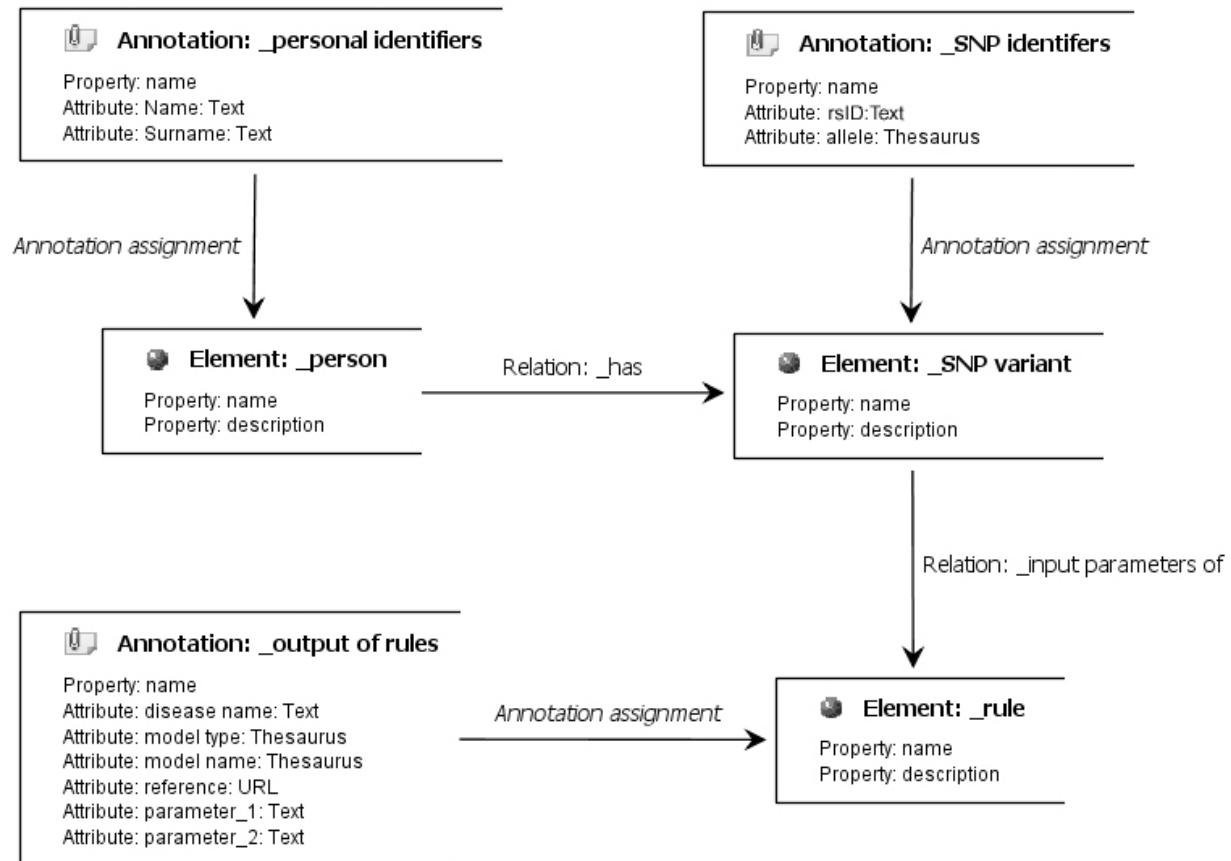 Annotation: _personal identifiers
Property: name
Attribute: Name: Text
Attribute: Surname: Text
Annotation: _SNP identifers
Property: name
Attribute: rsID:Text
Attribute: allele: Thesaurus
Annotation assignment
Annotation assignment
Element: _person
Property: name
Property: description
Relation: _has
Element: _SNP variant
Property: name
Property: description
Relation: _input parameters of
Annotation: _output of rules
Property: name
Attribute: disease name: Text
Attribute: model type: Thesaurus
Attribute: model name: Thesaurus
Attribute: reference: URL
Attribute: parameter_1: Text
Attribute: parameter_2: Text
Annotation assignment
Element: _rule
Property: name
Property: description